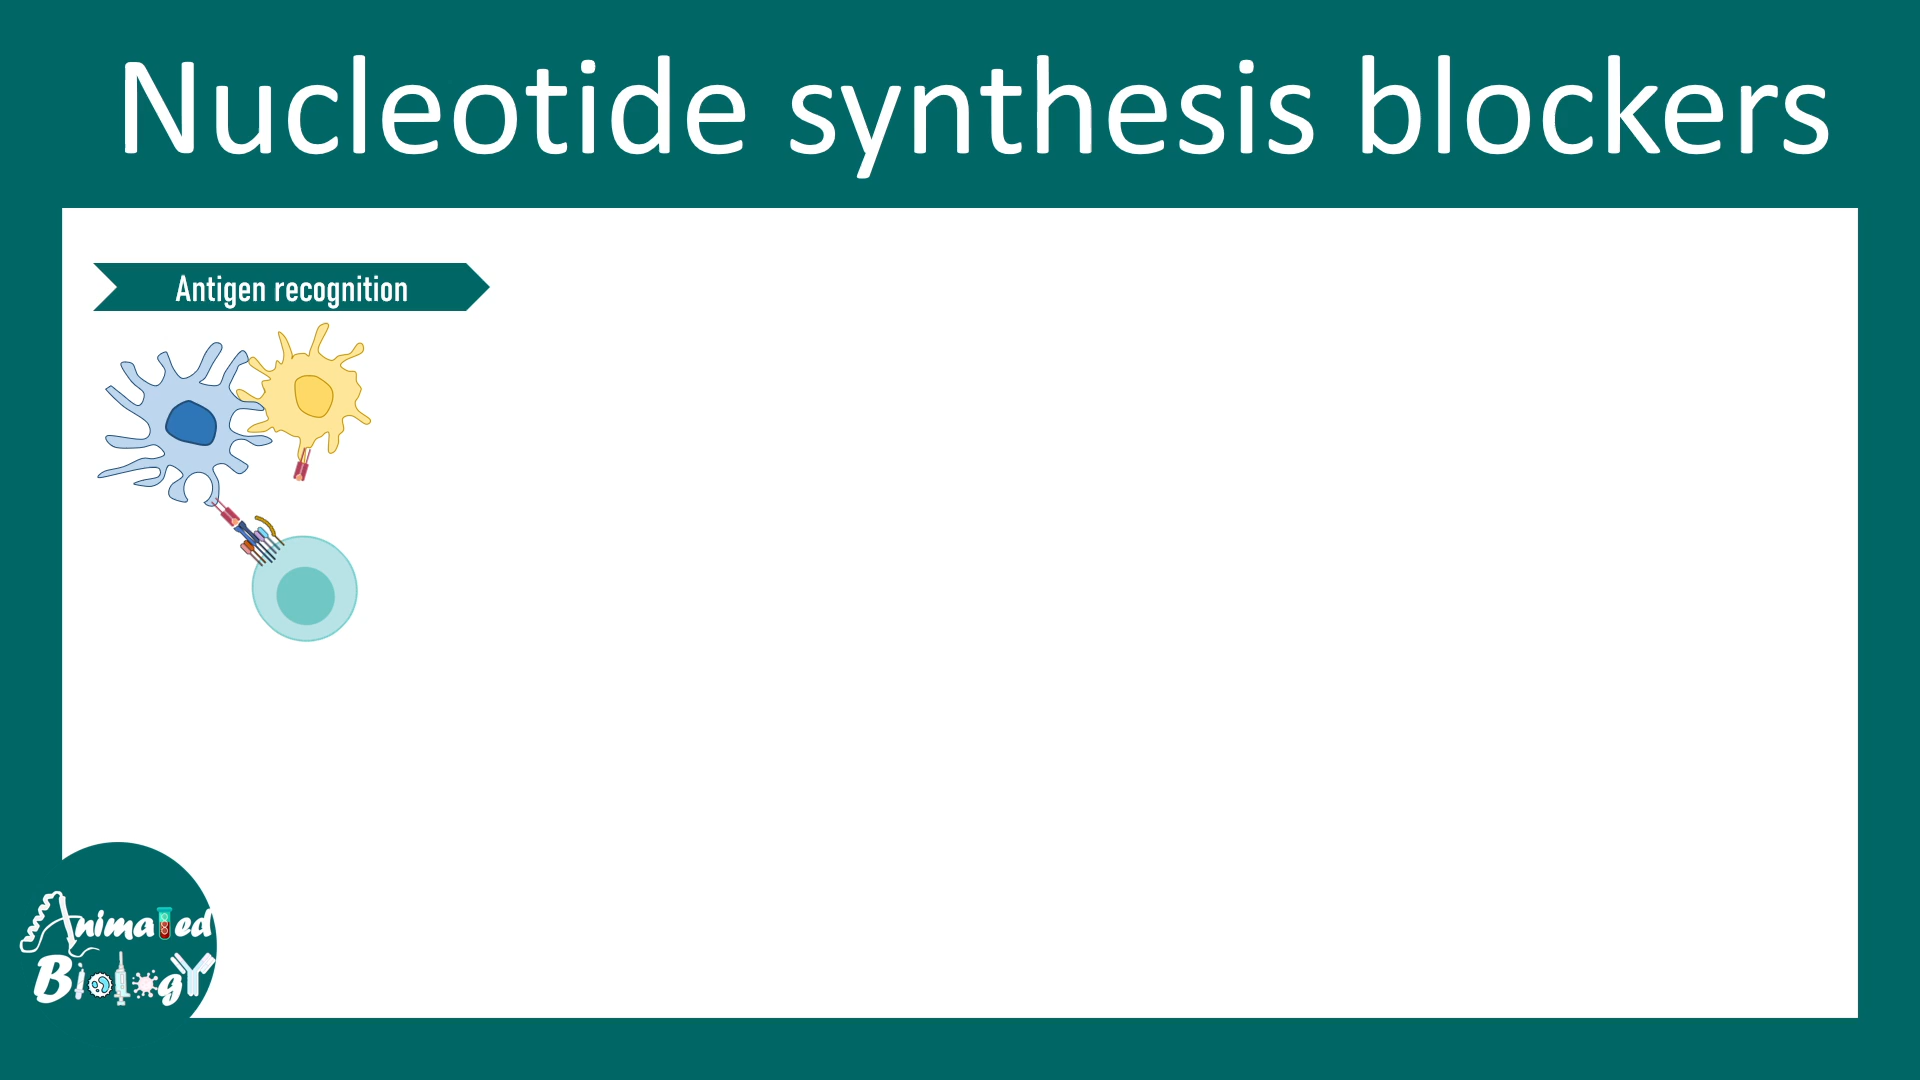 Nucleotide synthesis blockers
Antigen recognition
Animated
Biology